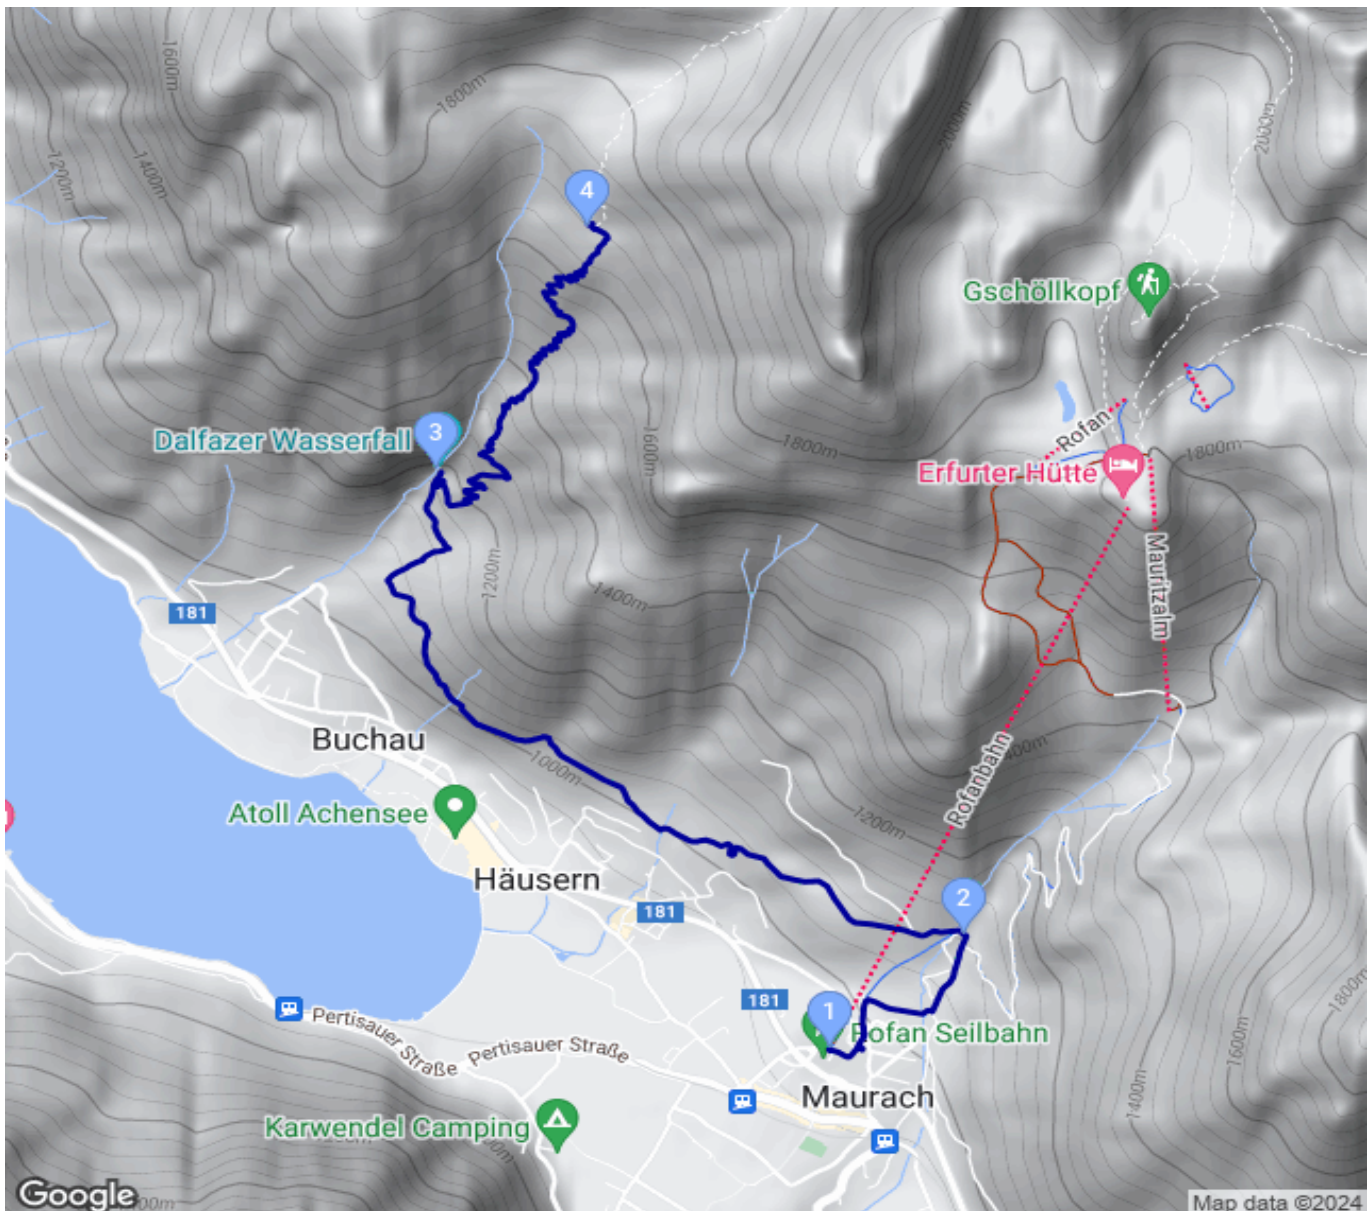 1600m
1800m
1200m
1400m
2000m
2000m
4
Gschöllkopf
3
Dalfazer Wasserfall
1600m
1800m
Rofan
Erfurter Hütte
1800m
1200m
1400m
Mauritzalm
181
Buchau
1000m
Rofanbahn
400m
Atoll Achensee
1200m
Häusern
2
181
181
1
Rofan Seilbahn
Pertisauer Straße
Pertisauer Straße
1800m
1600m
Maurach
1400m
Karwendel Camping
Google
Map data ©2024